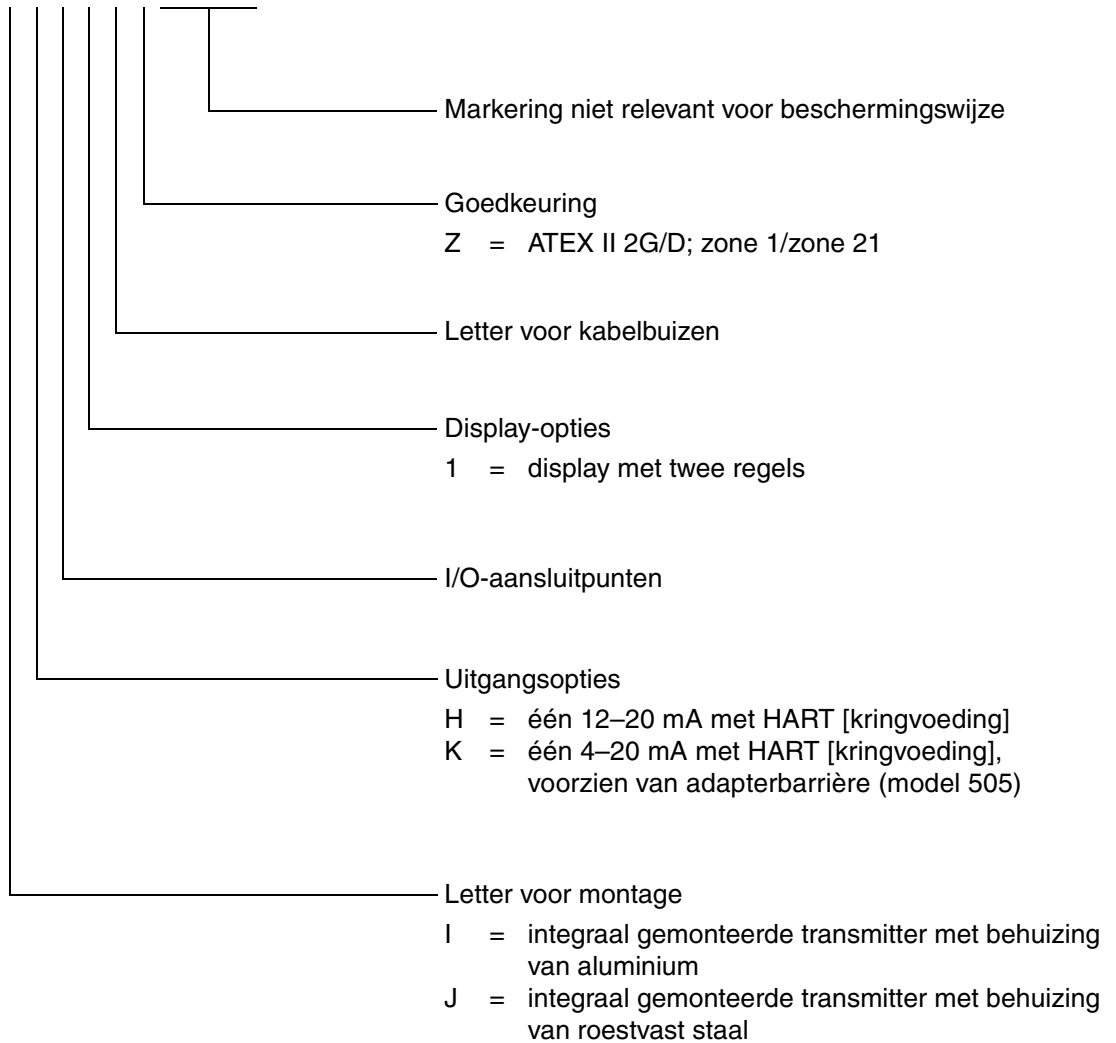 Markering niet relevant voor beschermingswijze
Goedkeuring
Z = ATEX II 2G/D; zone 1/zone 21
Letter voor kabelbuizen
Display-opties
1 = display met twee regels
I/O-aansluitpunten
Uitgangsopties
H = één 12–20 mA met HART [kringvoeding]
K = één 4–20 mA met HART [kringvoeding],
voorzien van adapterbarrière (model 505)
Letter voor montage
I = integraal gemonteerde transmitter met behuizing
van aluminium
J = integraal gemonteerde transmitter met behuizing
van roestvast staal